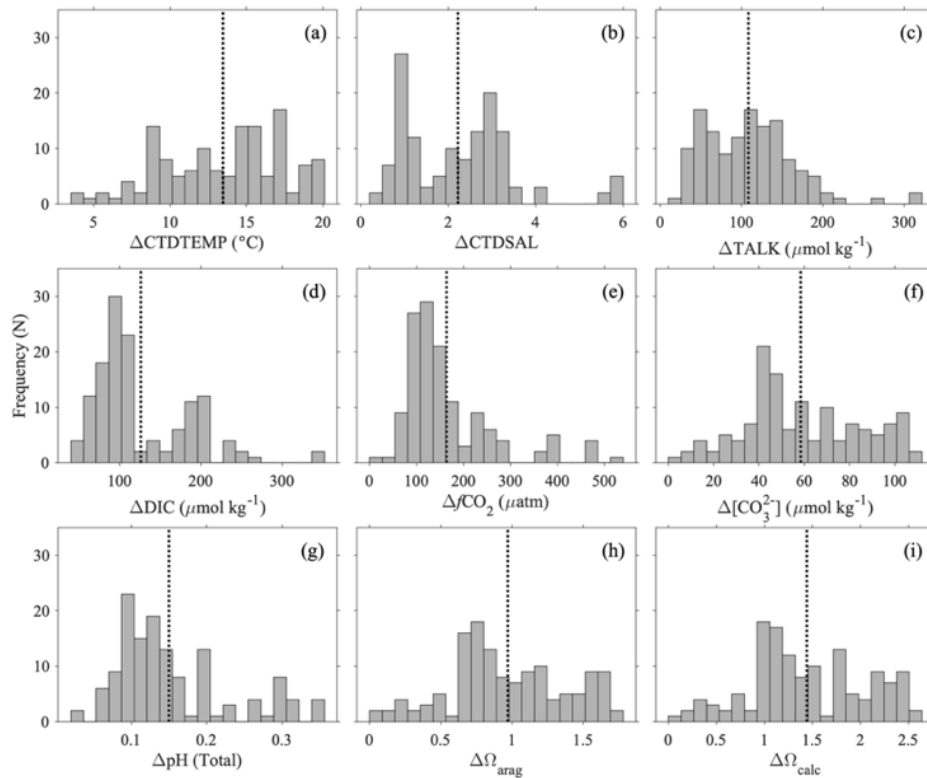 30
20
10
0
(a)
5 10 15 20
ΔCTDTEMP (°C)
(b)
0 2 4 6
ΔCTDSAL
(c)
0 100 200 300
ΔTALK (μmol kg⁻¹)
Frequency (N)
30
20
10
0
(d)
100 200 300
ΔDIC (μmol kg⁻¹)
(e)
0 100 200 300 400 500
ΔfCO₂ (μatm)
(f)
0 20 40 60 80 100
Δ[CO₃²⁻] (μmol kg⁻¹)
30
20
10
0
(g)
0.1 0.2 0.3
ΔpH (Total)
(h)
0 0.5 1 1.5
ΔΩarag
(i)
0 0.5 1 1.5 2 2.5
ΔΩcalc